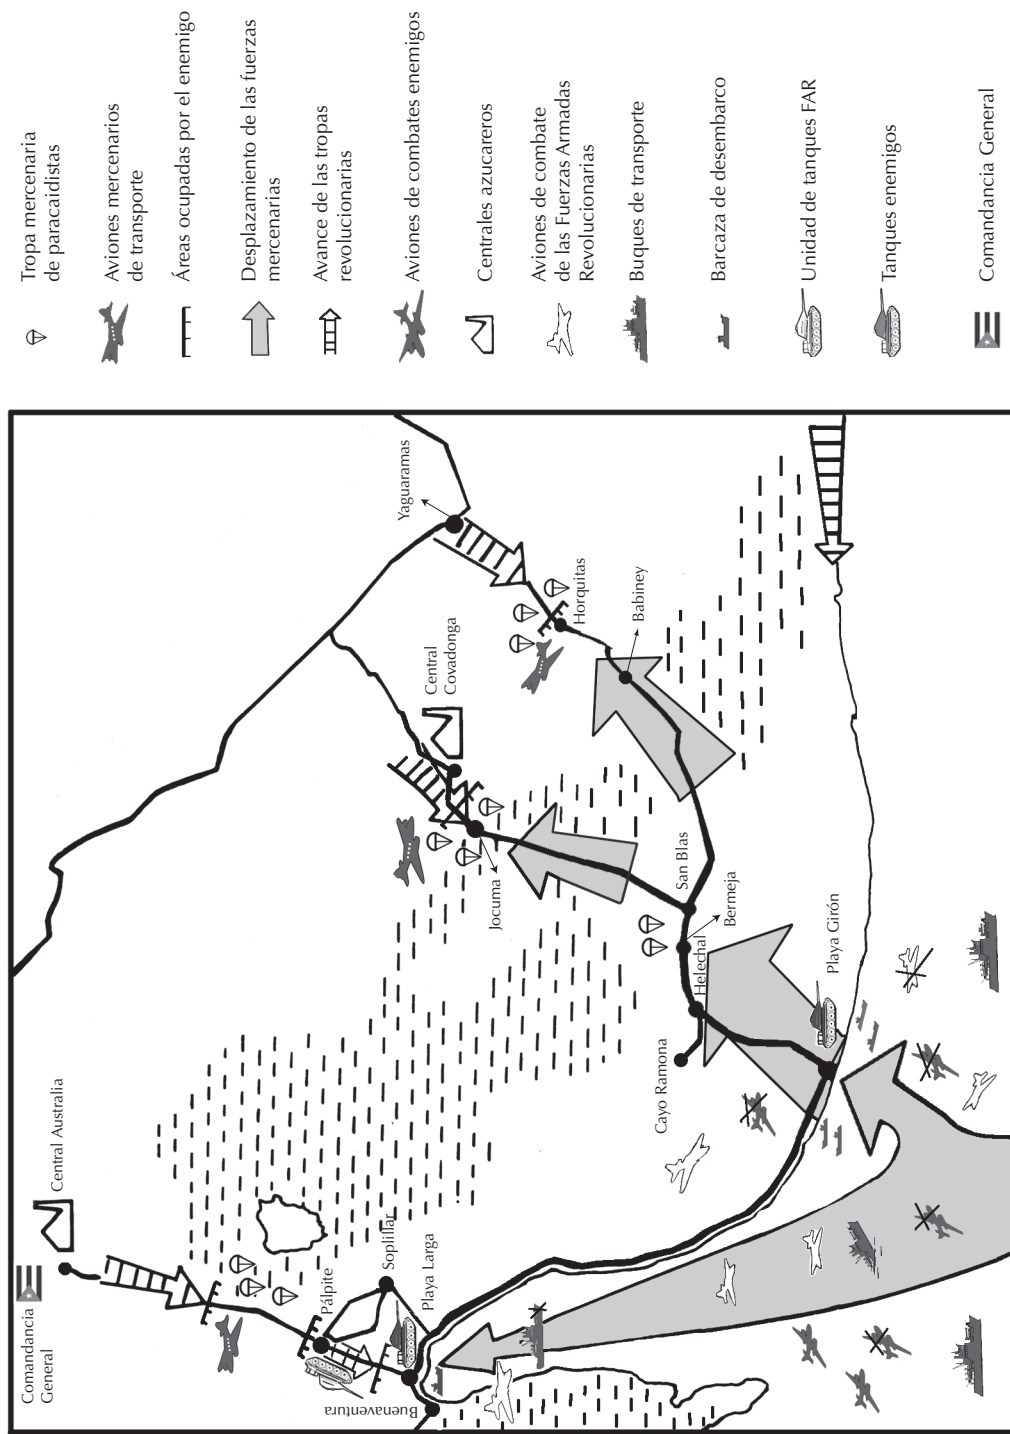 Tropa mercenaria
de paracaidistas
Aviones mercenarios
de transporte
Áreas ocupadas por el enemigo
Desplazamiento de las fuerzas
mercenarias
Avance de las tropas
revolucionarias
Aviones de combates enemigos
Centrales azucareros
Aviones de combate
de las Fuerzas Armadas
Revolucionarias
Buques de transporte
Barcaza de desembarco
Unidad de tanques FAR
Tanques enemigos
Comandancia General
Comandancia
General
Central Australia
Pálpite
Soplillar
Playa Larga
Buenaventura
Cayo Ramona
Helechal
Bermeja
San Blas
Playa Girón
Jocuma
Central
Covadonga
Yaguaramas
Horquitas
Babiney